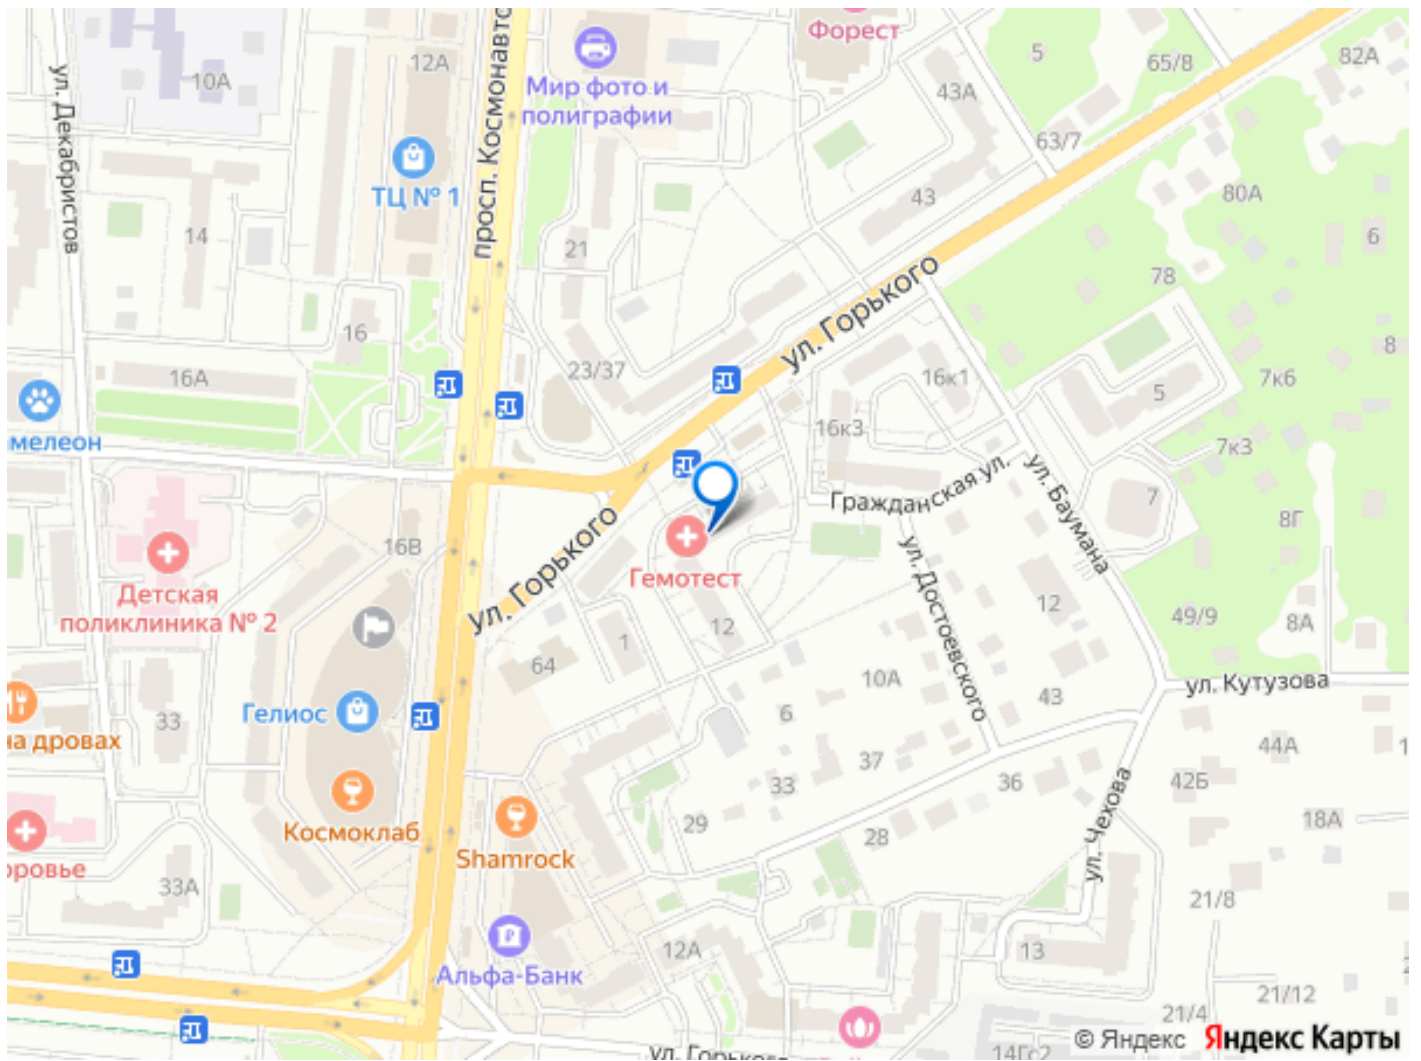 Форест
5
65/8
82А
12А
10А
Мир фото и
полиграфии
43А
63/7
просп. Космонавто
ул. Декабристов
ТЦ № 1
80А
43
6
14
21
78
ул. Горького
16
8
23/37
16А
16к1
7к6
5
мелеон
16к3
7к3
Гражданская ул.
ул. Баумана
7
8Г
16В
ул. Горького
Гемотест
ул. Достоевского
Детская
поликлиника № 2
12
49/9
8А
1
12
64
10А
ул. Кутузова
43
Гелиос
6
33
на дровах
44А
37
33
36
42Б
29
28
18А
Космоклаб
Shamrock
ул. Чехова
оровье
33А
21/8
12А
13
Альфа-Банк
21/12
21/4
© Яндекс
Яндекс Карты
14Гс2
ул. Горького